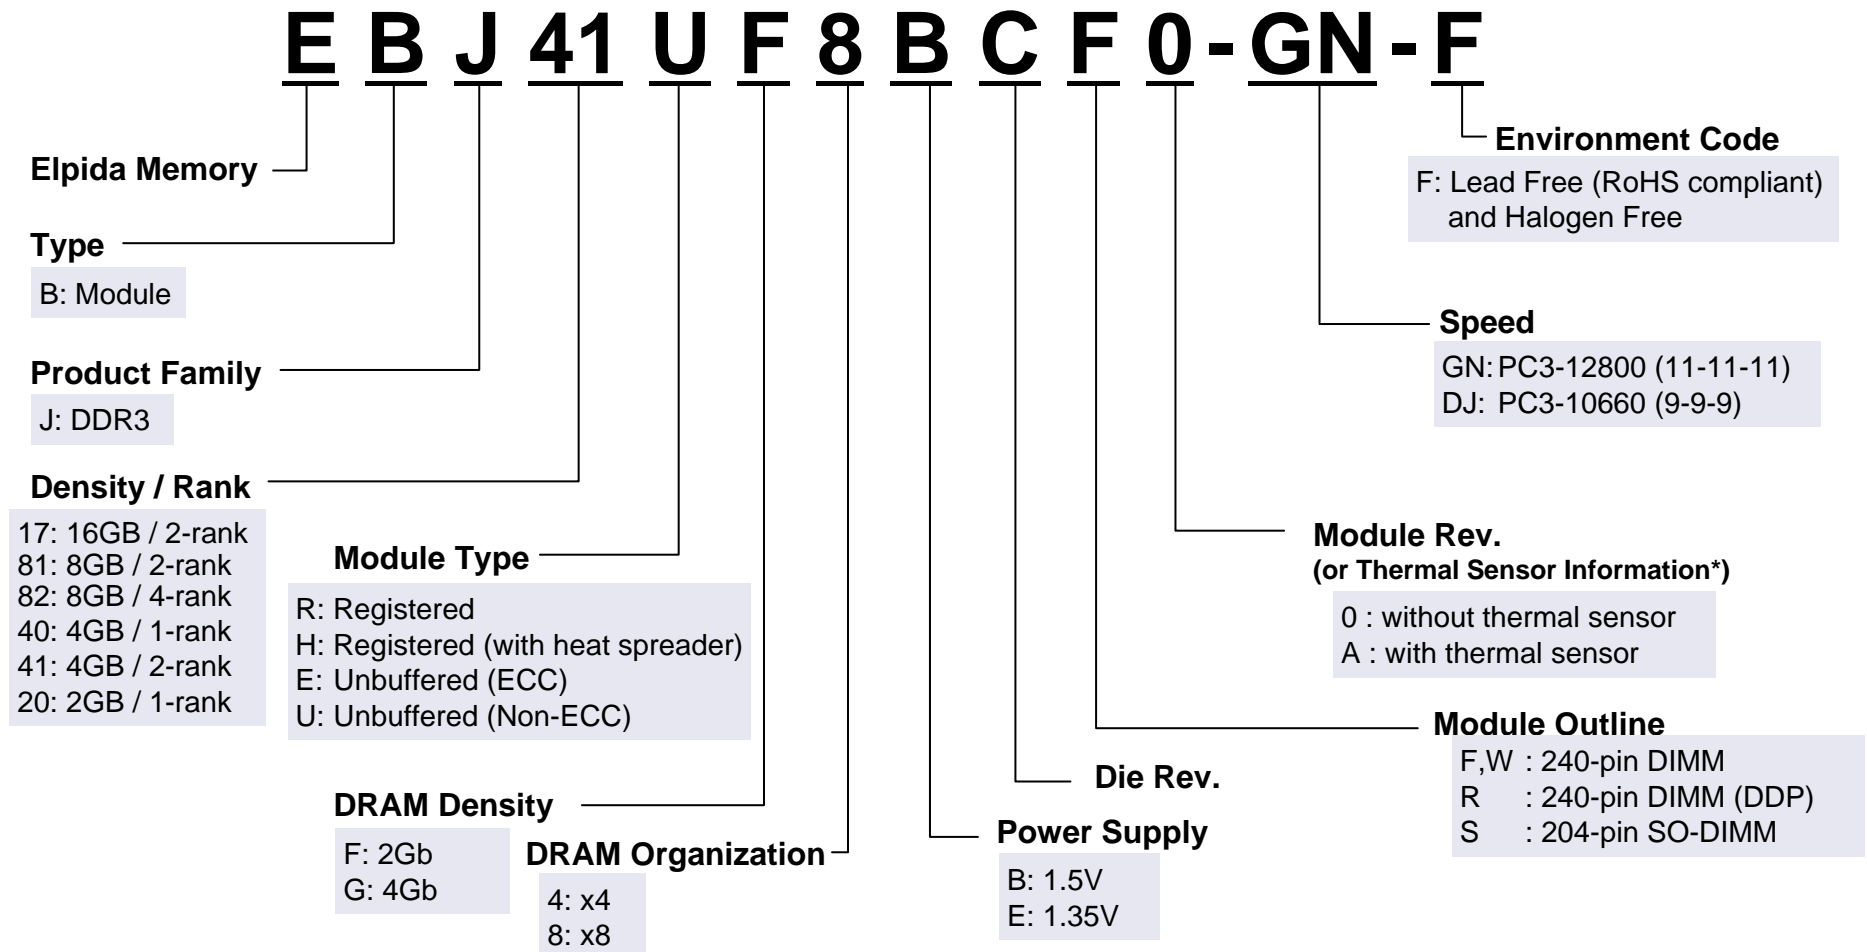 E B J 41 U F 8 B C F 0 - GN - F
Elpida Memory
Type
B: Module
Product Family
J: DDR3
Density / Rank
17: 16GB / 2-rank
81: 8GB / 2-rank
82: 8GB / 4-rank
40: 4GB / 1-rank
41: 4GB / 2-rank
20: 2GB / 1-rank
Module Type
R: Registered
H: Registered (with heat spreader)
E: Unbuffered (ECC)
U: Unbuffered (Non-ECC)
DRAM Density
F: 2Gb
G: 4Gb
DRAM Organization
4: x4
8: x8
Power Supply
B: 1.5V
E: 1.35V
Die Rev.
Module Outline
F,W : 240-pin DIMM
R : 240-pin DIMM (DDP)
S : 204-pin SO-DIMM
Module Rev.
(or Thermal Sensor Information*)
0 : without thermal sensor
A : with thermal sensor
Speed
GN: PC3-12800 (11-11-11)
DJ: PC3-10660 (9-9-9)
Environment Code
F: Lead Free (RoHS compliant)
and Halogen Free